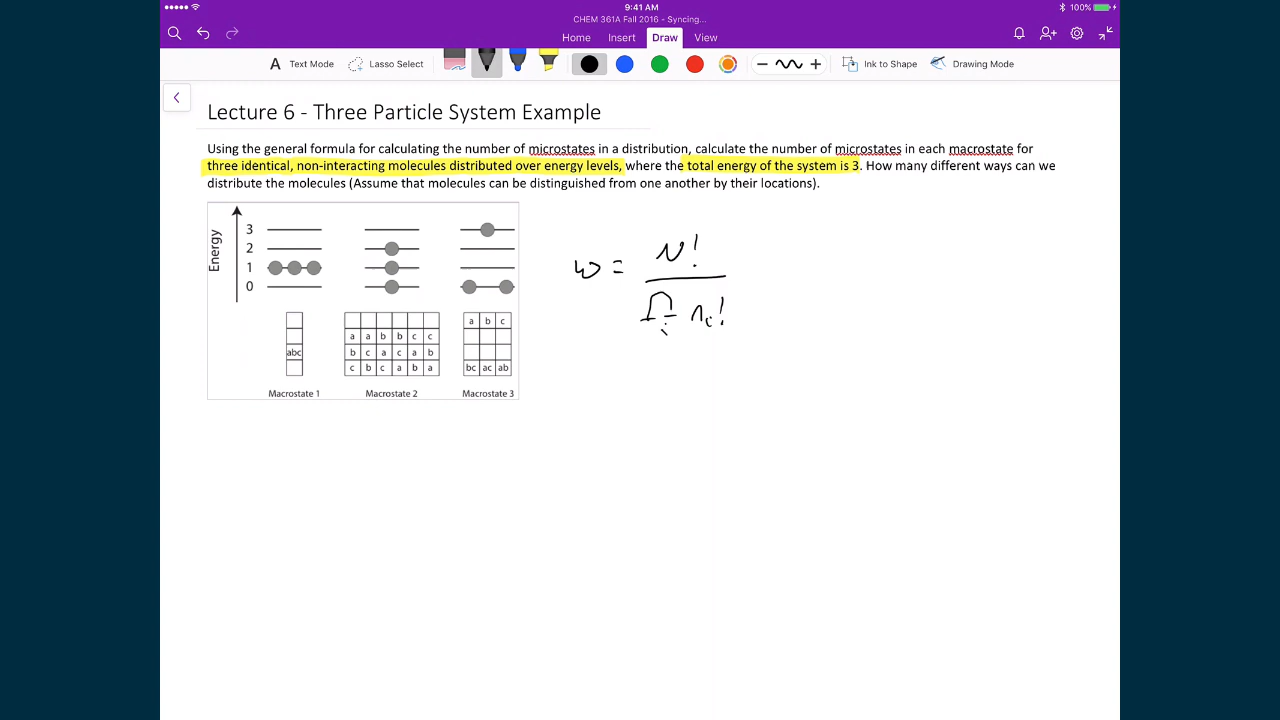 9:41 AM
100%
CHEM 361A Fall 2016 - Syncing...
Home Insert Draw View
A Text Mode Lasso Select Ink to Shape Drawing Mode
Lecture 6 - Three Particle System Example
Using the general formula for calculating the number of microstates in a distribution, calculate the number of microstates in each macrostate for
three identical, non-interacting molecules distributed over energy levels, where the total energy of the system is 3. How many different ways can we
distribute the molecules (Assume that molecules can be distinguished from one another by their locations).
Energy
3
2
1
0
a b c
a a b b c c
abc b c a c a b
c b c a b a bc ac ab
Macrostate 1 Macrostate 2 Macrostate 3
W = N!
∏ i n i !